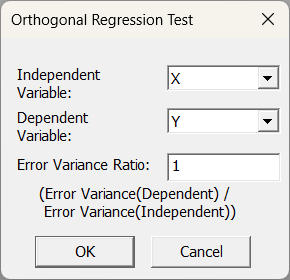 Orthogonal Regression Test
Independent
Variable:
X
Dependent
Variable:
Y
Error Variance Ratio:
1
(Error Variance(Dependent) /
Error Variance(Independent))
OK
Cancel